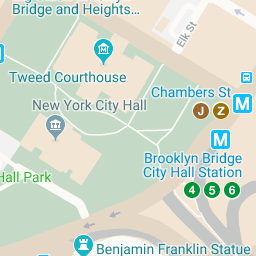 Bridge and Heights...
Elk St
Tweed Courthouse
Chambers St
J Z
M
New York City Hall
M
Brooklyn Bridge
City Hall Station
4 5 6
Hall Park
Benjamin Franklin Statue